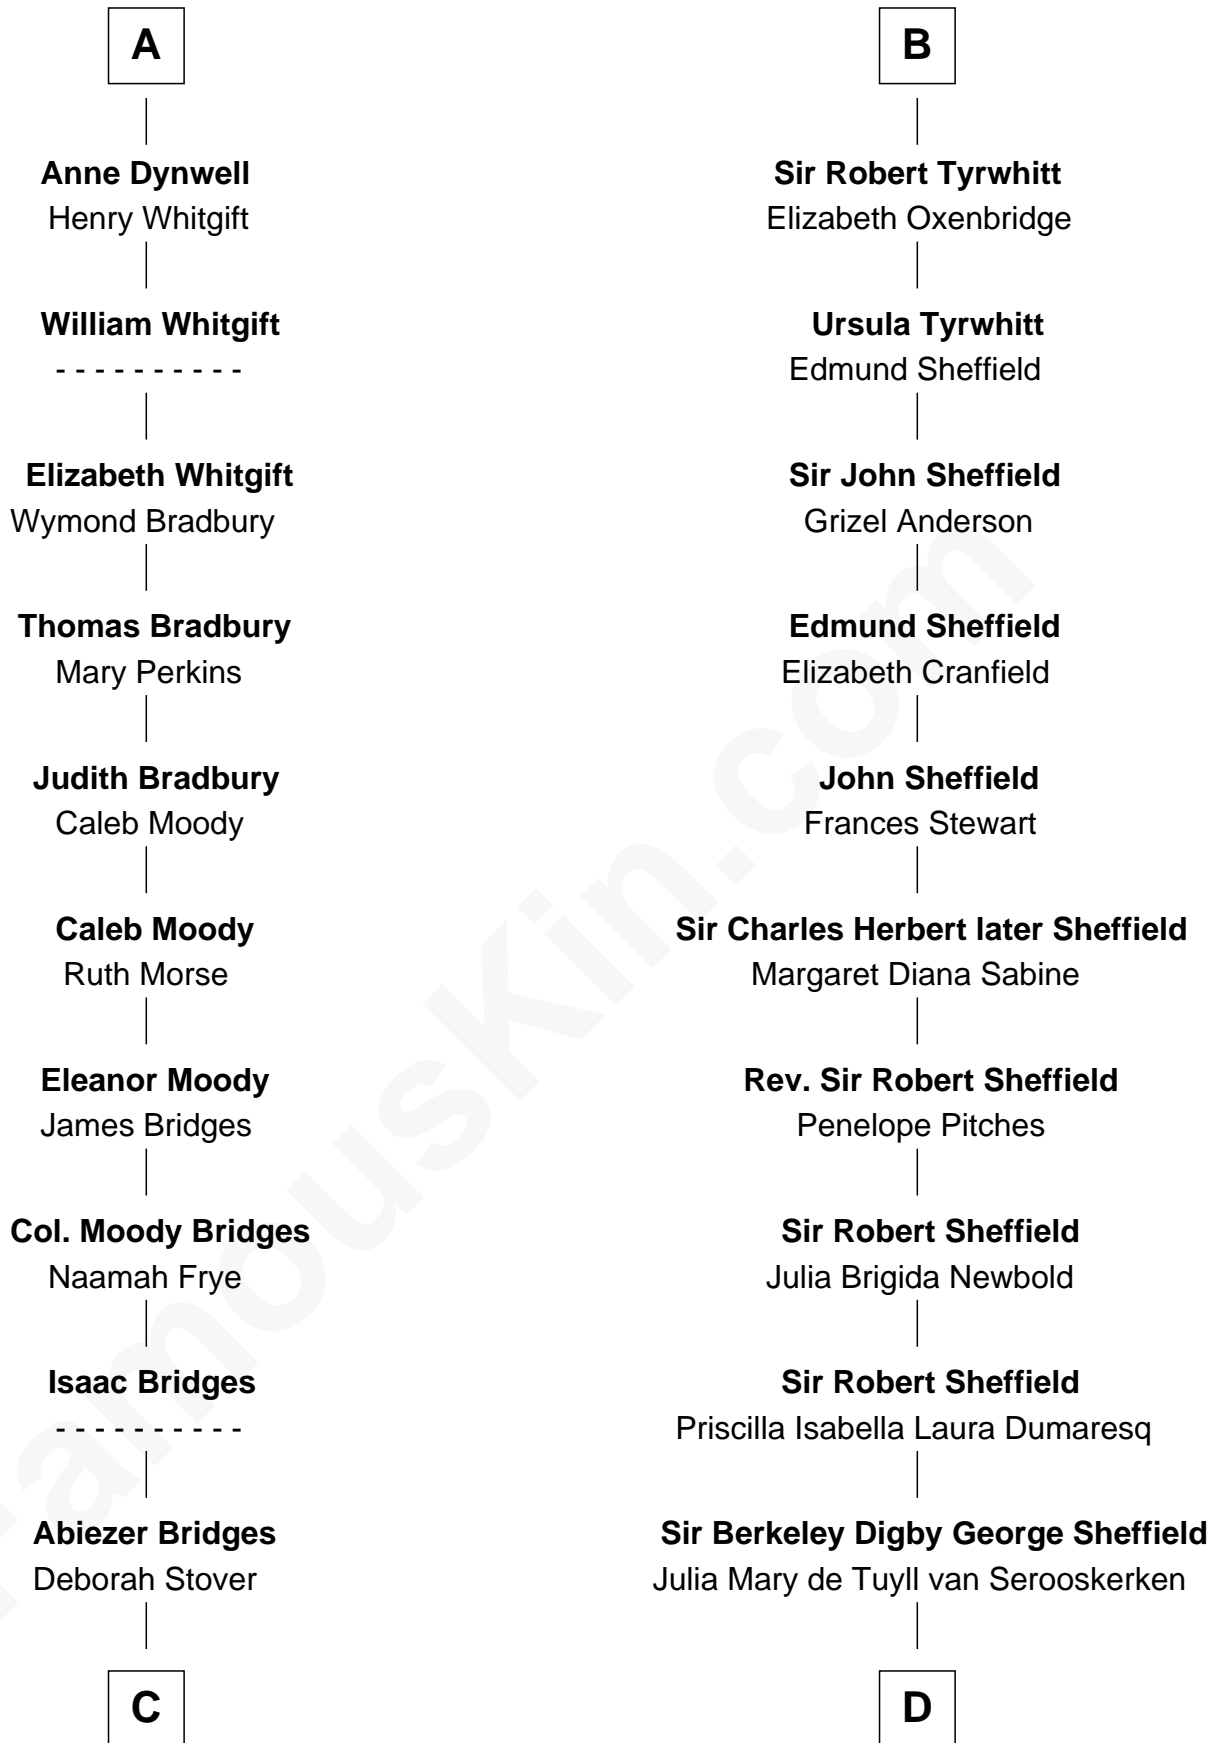 A
Anne Dynwell
Henry Whitgift
William Whitgift
- - - - - - - - - -
Elizabeth Whitgift
Wymond Bradbury
Thomas Bradbury
Mary Perkins
Judith Bradbury
Caleb Moody
Caleb Moody
Ruth Morse
Eleanor Moody
James Bridges
Col. Moody Bridges
Naamah Frye
Isaac Bridges
- - - - - - - - - -
Abiezer Bridges
Deborah Stover
C
B
Sir Robert Tyrwhitt
Elizabeth Oxenbridge
Ursula Tyrwhitt
Edmund Sheffield
Sir John Sheffield
Grizel Anderson
Edmund Sheffield
Elizabeth Cranfield
John Sheffield
Frances Stewart
Sir Charles Herbert later Sheffield
Margaret Diana Sabine
Rev. Sir Robert Sheffield
Penelope Pitches
Sir Robert Sheffield
Julia Brigida Newbold
Sir Robert Sheffield
Priscilla Isabella Laura Dumaresq
Sir Berkeley Digby George Sheffield
Julia Mary de Tuyll van Serooskerken
D
FamousKin.com